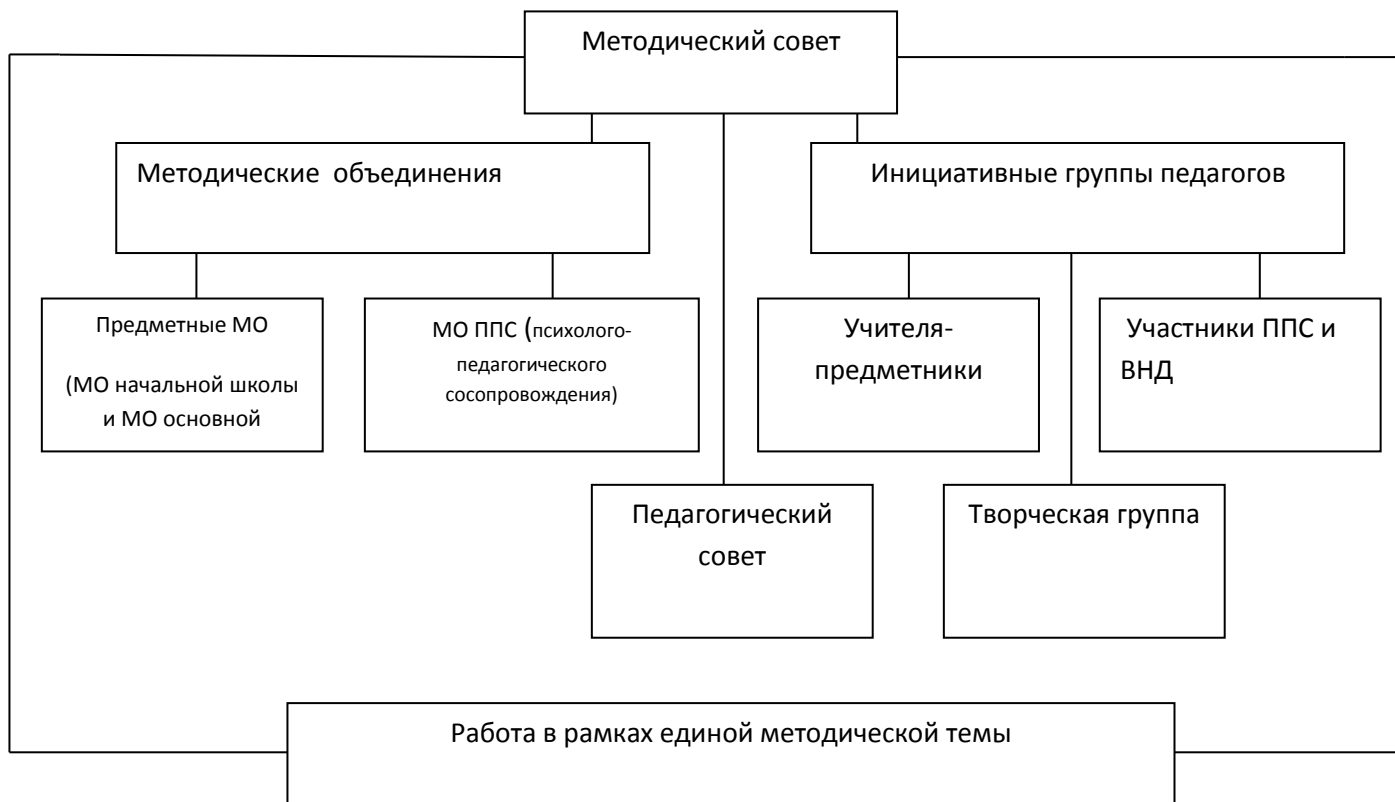 Методический совет
Методические объединения
Инициативные группы педагогов
Предметные МО
(МО начальной школы
и МО основной
МО ППС (психолого-
педагогического
сосопровождения)
Учителя-
предметники
Участники ППС и
ВНД
Педагогический
совет
Творческая группа
Работа в рамках единой методической темы